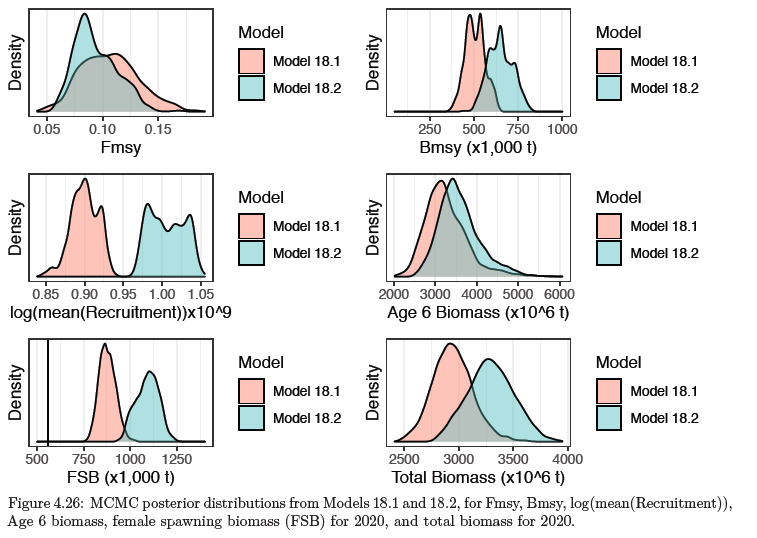 Density
Model
Model 18.1
Model 18.2
0.05 0.10 0.15
Fmsy
Density
Model
Model 18.1
Model 18.2
250 500 750 1000
Bmsy (x1,000 t)
Density
Model
Model 18.1
Model 18.2
0.85 0.90 0.95 1.00 1.05
log(mean(Recruitment))x10^9
Density
Model
Model 18.1
Model 18.2
2000 3000 4000 5000 6000
Age 6 Biomass (x10^6 t)
Density
Model
Model 18.1
Model 18.2
500 750 1000 1250
FSB (x1,000 t)
Density
Model
Model 18.1
Model 18.2
2500 3000 3500 4000
Total Biomass (x10^6 t)
Figure 4.26: MCMC posterior distributions from Models 18.1 and 18.2, for Fmsy, Bmsy, log(mean(Recruitment)),
Age 6 biomass, female spawning biomass (FSB) for 2020, and total biomass for 2020.